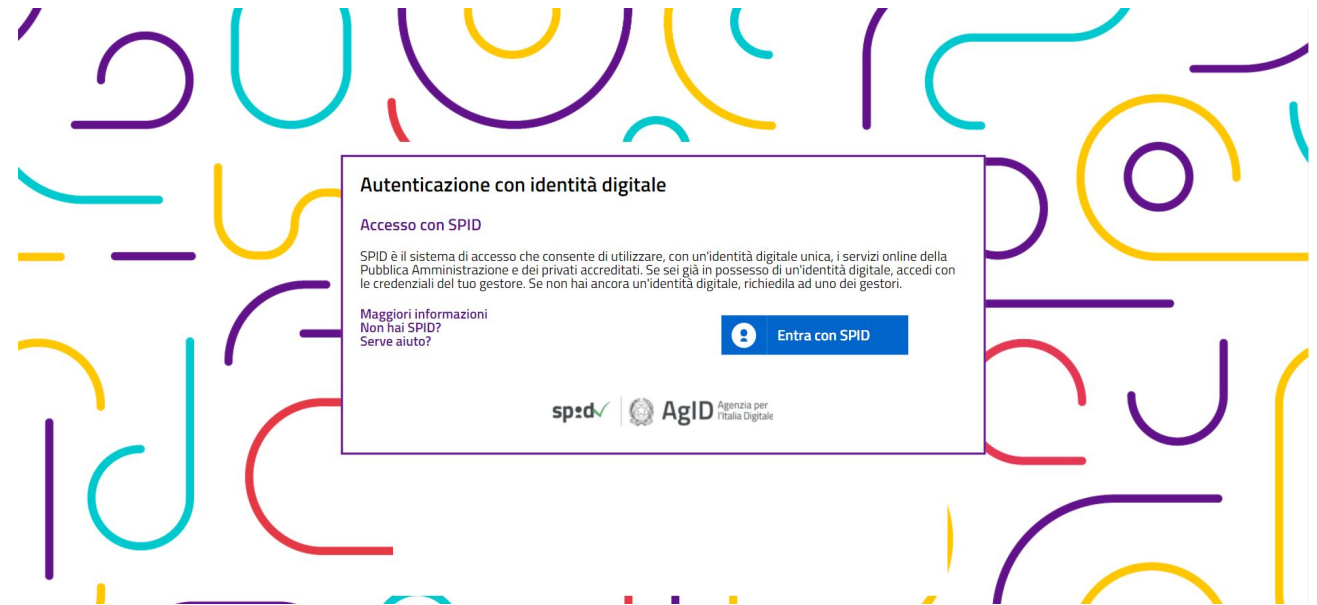 Autenticazione con identità digitale
Accesso con SPID
SPID è il sistema di accesso che consente di utilizzare, con un'identità digitale unica, i servizi online della
Pubblica Amministrazione e dei privati accreditati. Se sei già in possesso di un'identità digitale, accedi con
le credenziali del tuo gestore. Se non hai ancora un'identità digitale, richiedila ad uno dei gestori.
Maggiori informazioni
Non hai SPID?
Serve aiuto?
Entra con SPID
spid
AgID
Agenzia per
l'Italia Digitale